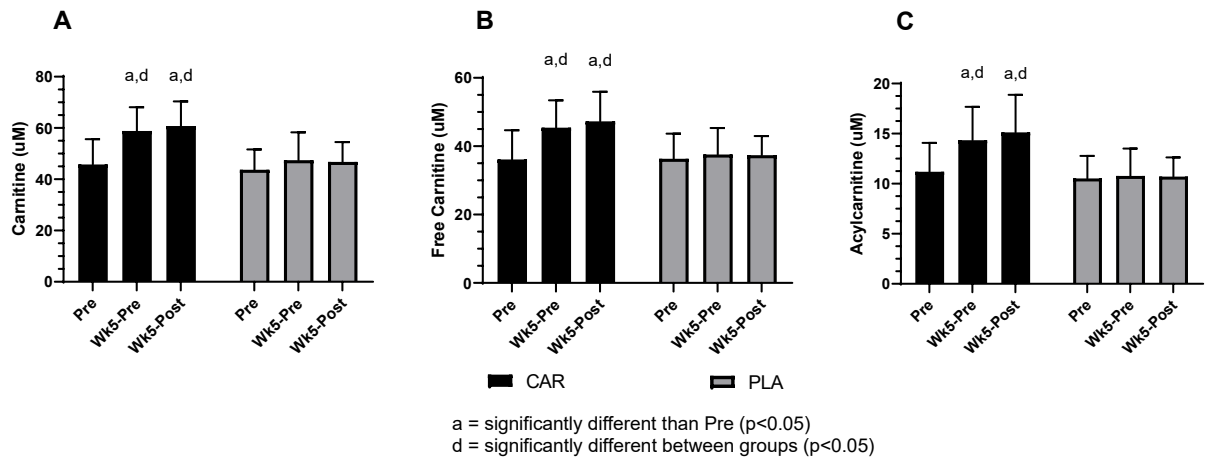 A
Carnitine (uM)
80
60
40
20
0
a,d
a,d
Pre
Wk5-Pre
Wk5-Post
Pre
Wk5-Pre
Wk5-Post
B
Free Carnitine (uM)
60
40
20
0
a,d
a,d
Pre
Wk5-Pre
Wk5-Post
Pre
Wk5-Pre
Wk5-Post
C
Acylcarnitine (uM)
20
15
10
5
0
a,d
a,d
Pre
Wk5-Pre
Wk5-Post
Pre
Wk5-Pre
Wk5-Post
CAR
PLA
a = significantly different than Pre (p<0.05)
d = significantly different between groups (p<0.05)